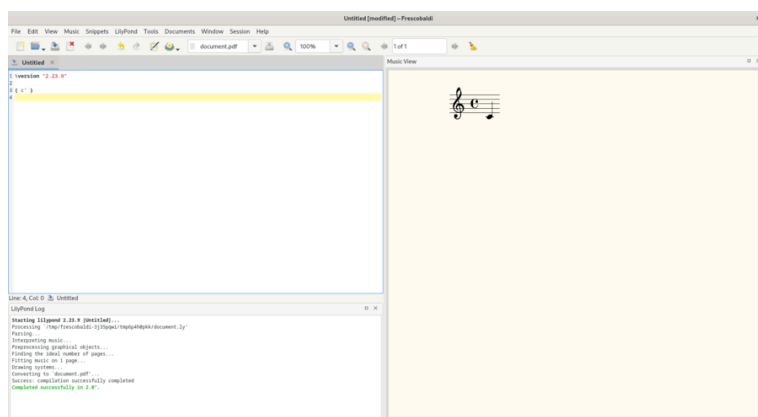 Untitled [modified] – Frescobaldi
File Edit View Music Snippets LilyPond Tools Documents Window Session Help
document.pdf 100% 1 of 1
Untitled
Music View
1 \version "2.23.9"
2
3 { c' }
4
Line: 4, Col: 0 Untitled
LilyPond Log
Starting lilypond 2.23.9 [Untitled]...
Parsing...
Interpreting music...
Preprocessing graphical objects...
Finding the ideal number of pages...
Fitting music on 1 page...
Drawing systems...
Converting to `document.pdf'...
Success: compilation successfully completed
Completed successfully in 2.0".